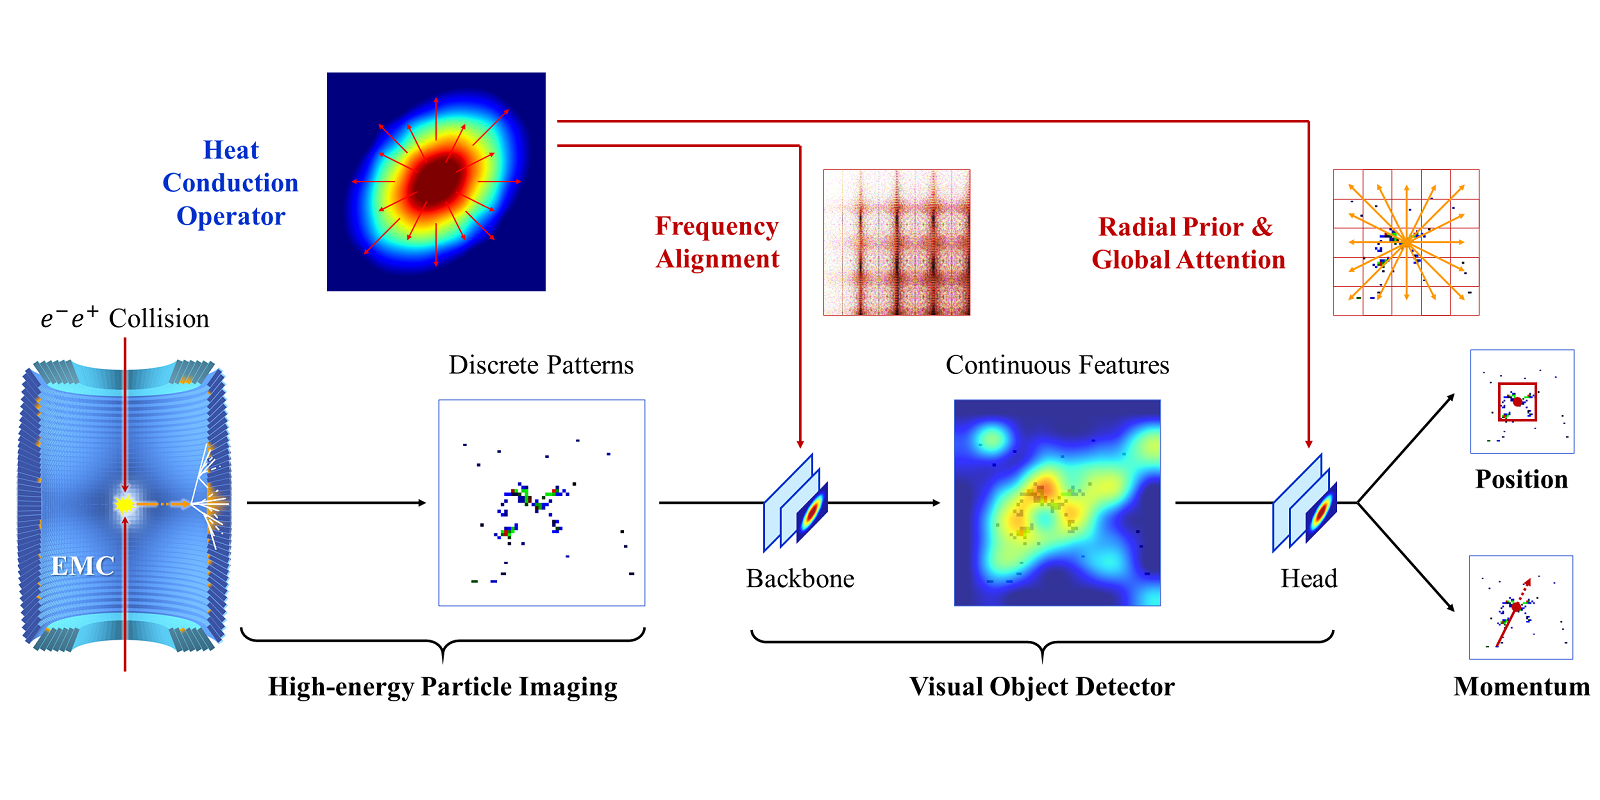 Heat
Conduction
Operator
Frequency
Alignment
Radial Prior &
Global Attention
e⁻e⁺ Collision
Discrete Patterns
Continuous Features
EMC
Backbone
Head
Position
Momentum
High-energy Particle Imaging
Visual Object Detector